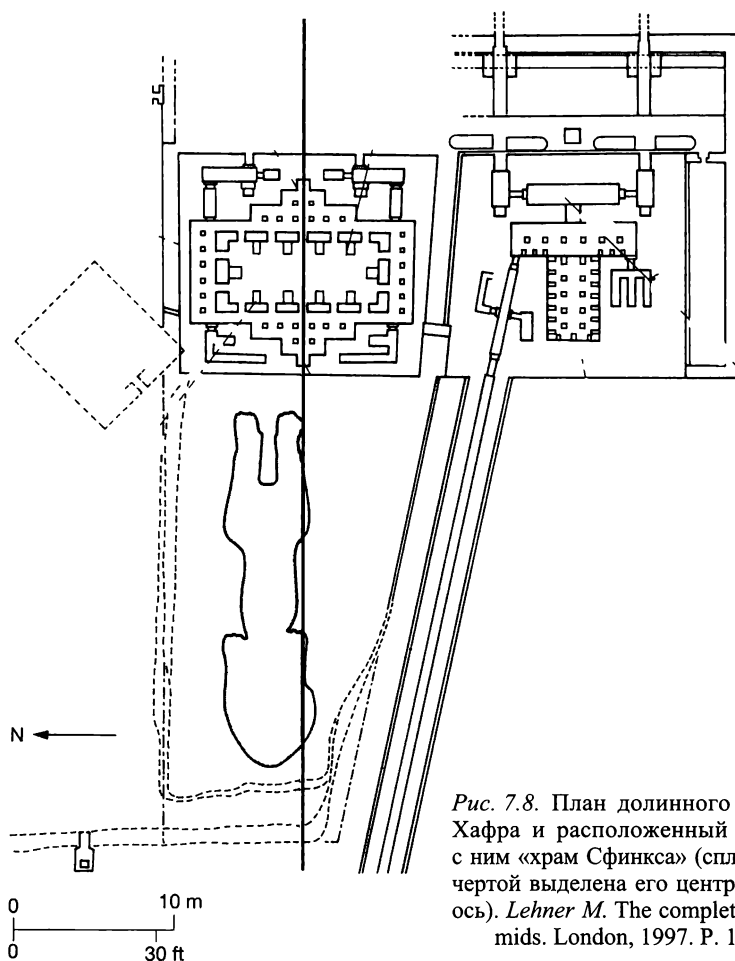 N
0 10 m
0 30 ft
Рис. 7.8. План долинного
Хафра и расположенный
с ним «храм Сфинкса» (спл
чертой выделена его центр
ось). Lehner M. The complet
mids. London, 1997. P. 1